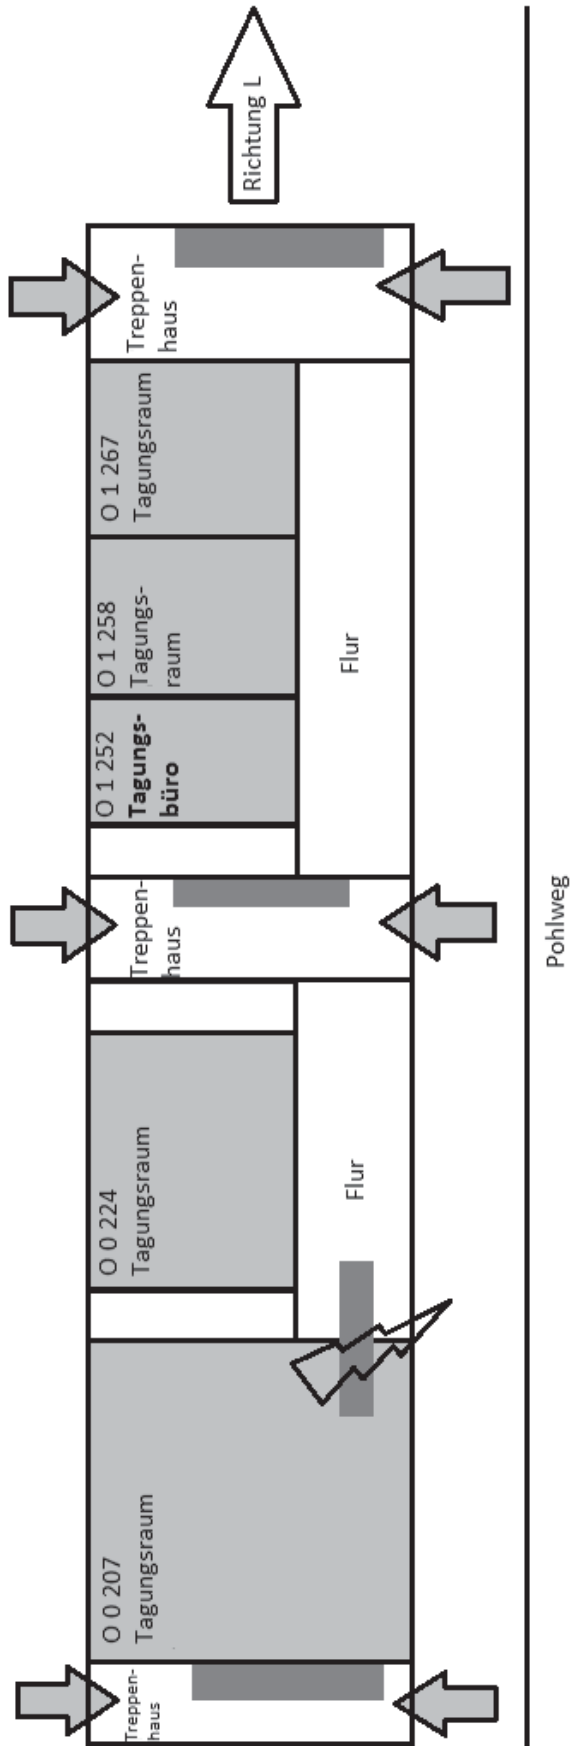 Richtung L
Treppen-
haus
O 1 267
Tagungsraum
O 1 258
Tagungs-
raum
Flur
O 1 252
Tagungs-
büro
Treppen-
haus
Pohlweg
O 0 224
Tagungsraum
Flur
O 0 207
Tagungsraum
Treppen-
haus